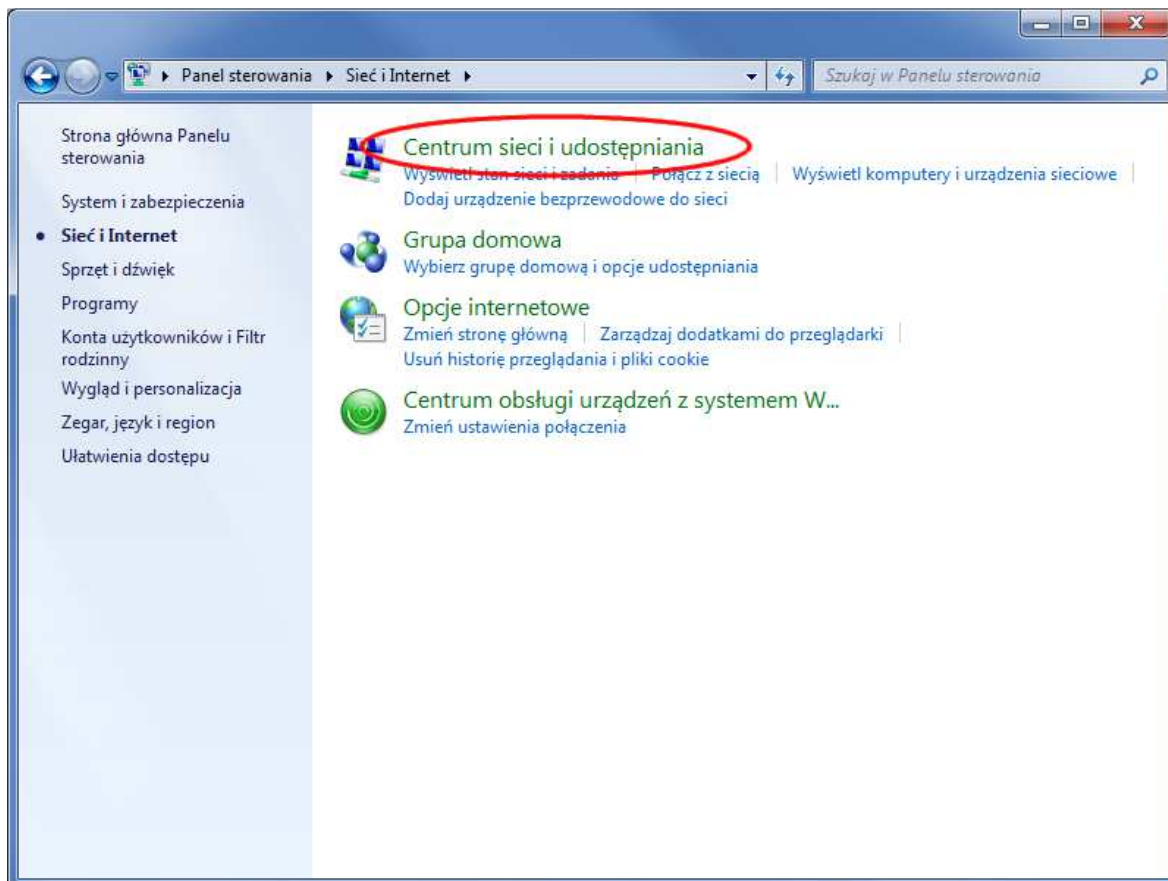 Panel sterowania ▸ Sieć i Internet ▸
Szukaj w Panelu sterowania
Strona główna Panelu
sterowania
System i zabezpieczenia
Sieć i Internet
Sprzęt i dźwięk
Programy
Konta użytkowników i Filtr
rodzinny
Wygląd i personalizacja
Zegar, język i region
Ułatwienia dostępu
Centrum sieci i udostępniania
Wyświetl stan sieci i zadania | Połącz z siecią | Wyświetl komputery i urządzenia sieciowe |
Dodaj urządzenie bezprzewodowe do sieci
Grupa domowa
Wybierz grupę domową i opcje udostępniania
Opcje internetowe
Zmień stronę główną | Zarządzaj dodatkami do przeglądarki |
Usuń historię przeglądania i pliki cookie
Centrum obsługi urządzeń z systemem W...
Zmień ustawienia połączenia